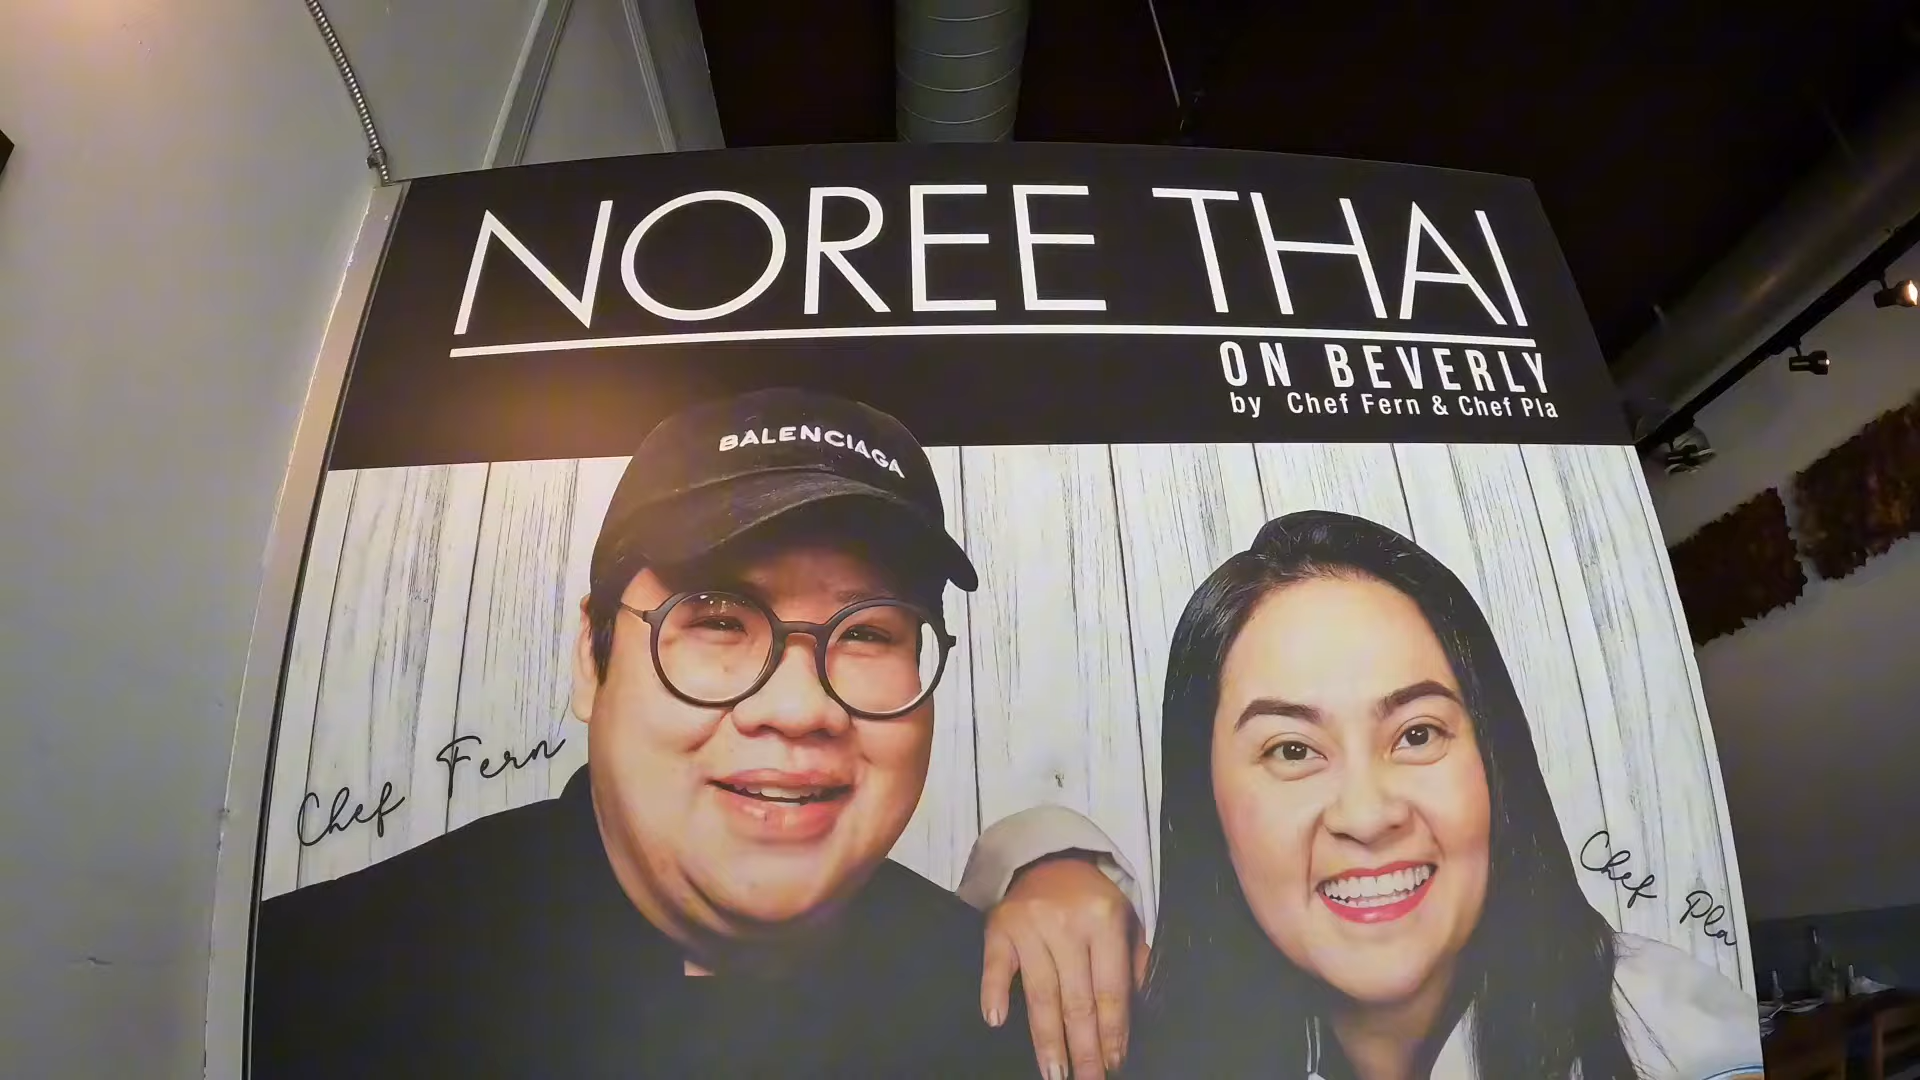 NOREE THAI
ON BEVERLY
by Chef Fern & Chef Pla
BALENCIAGA
Chef Fern
Chef Pla